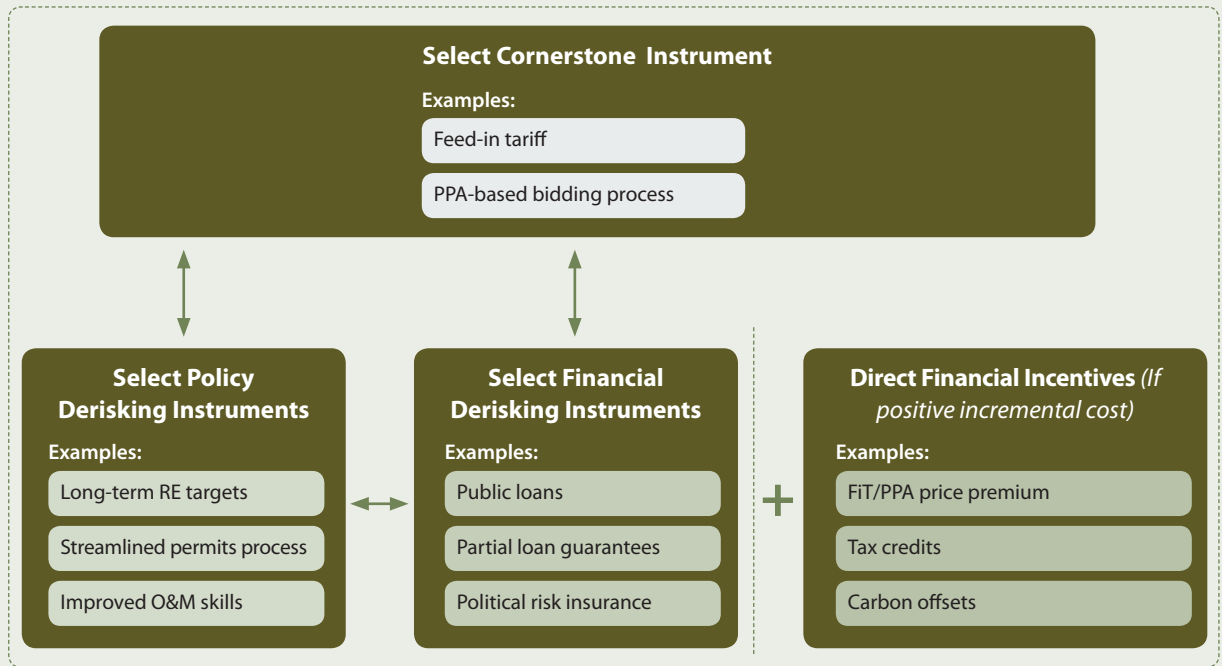 Select Cornerstone Instrument
Examples:
Feed-in tariff
PPA-based bidding process
Select Policy
Derisking Instruments
Examples:
Long-term RE targets
Streamlined permits process
Improved O&M skills
Select Financial
Derisking Instruments
Examples:
Public loans
Partial loan guarantees
Political risk insurance
+
Direct Financial Incentives (If
positive incremental cost)
Examples:
FiT/PPA price premium
Tax credits
Carbon offsets